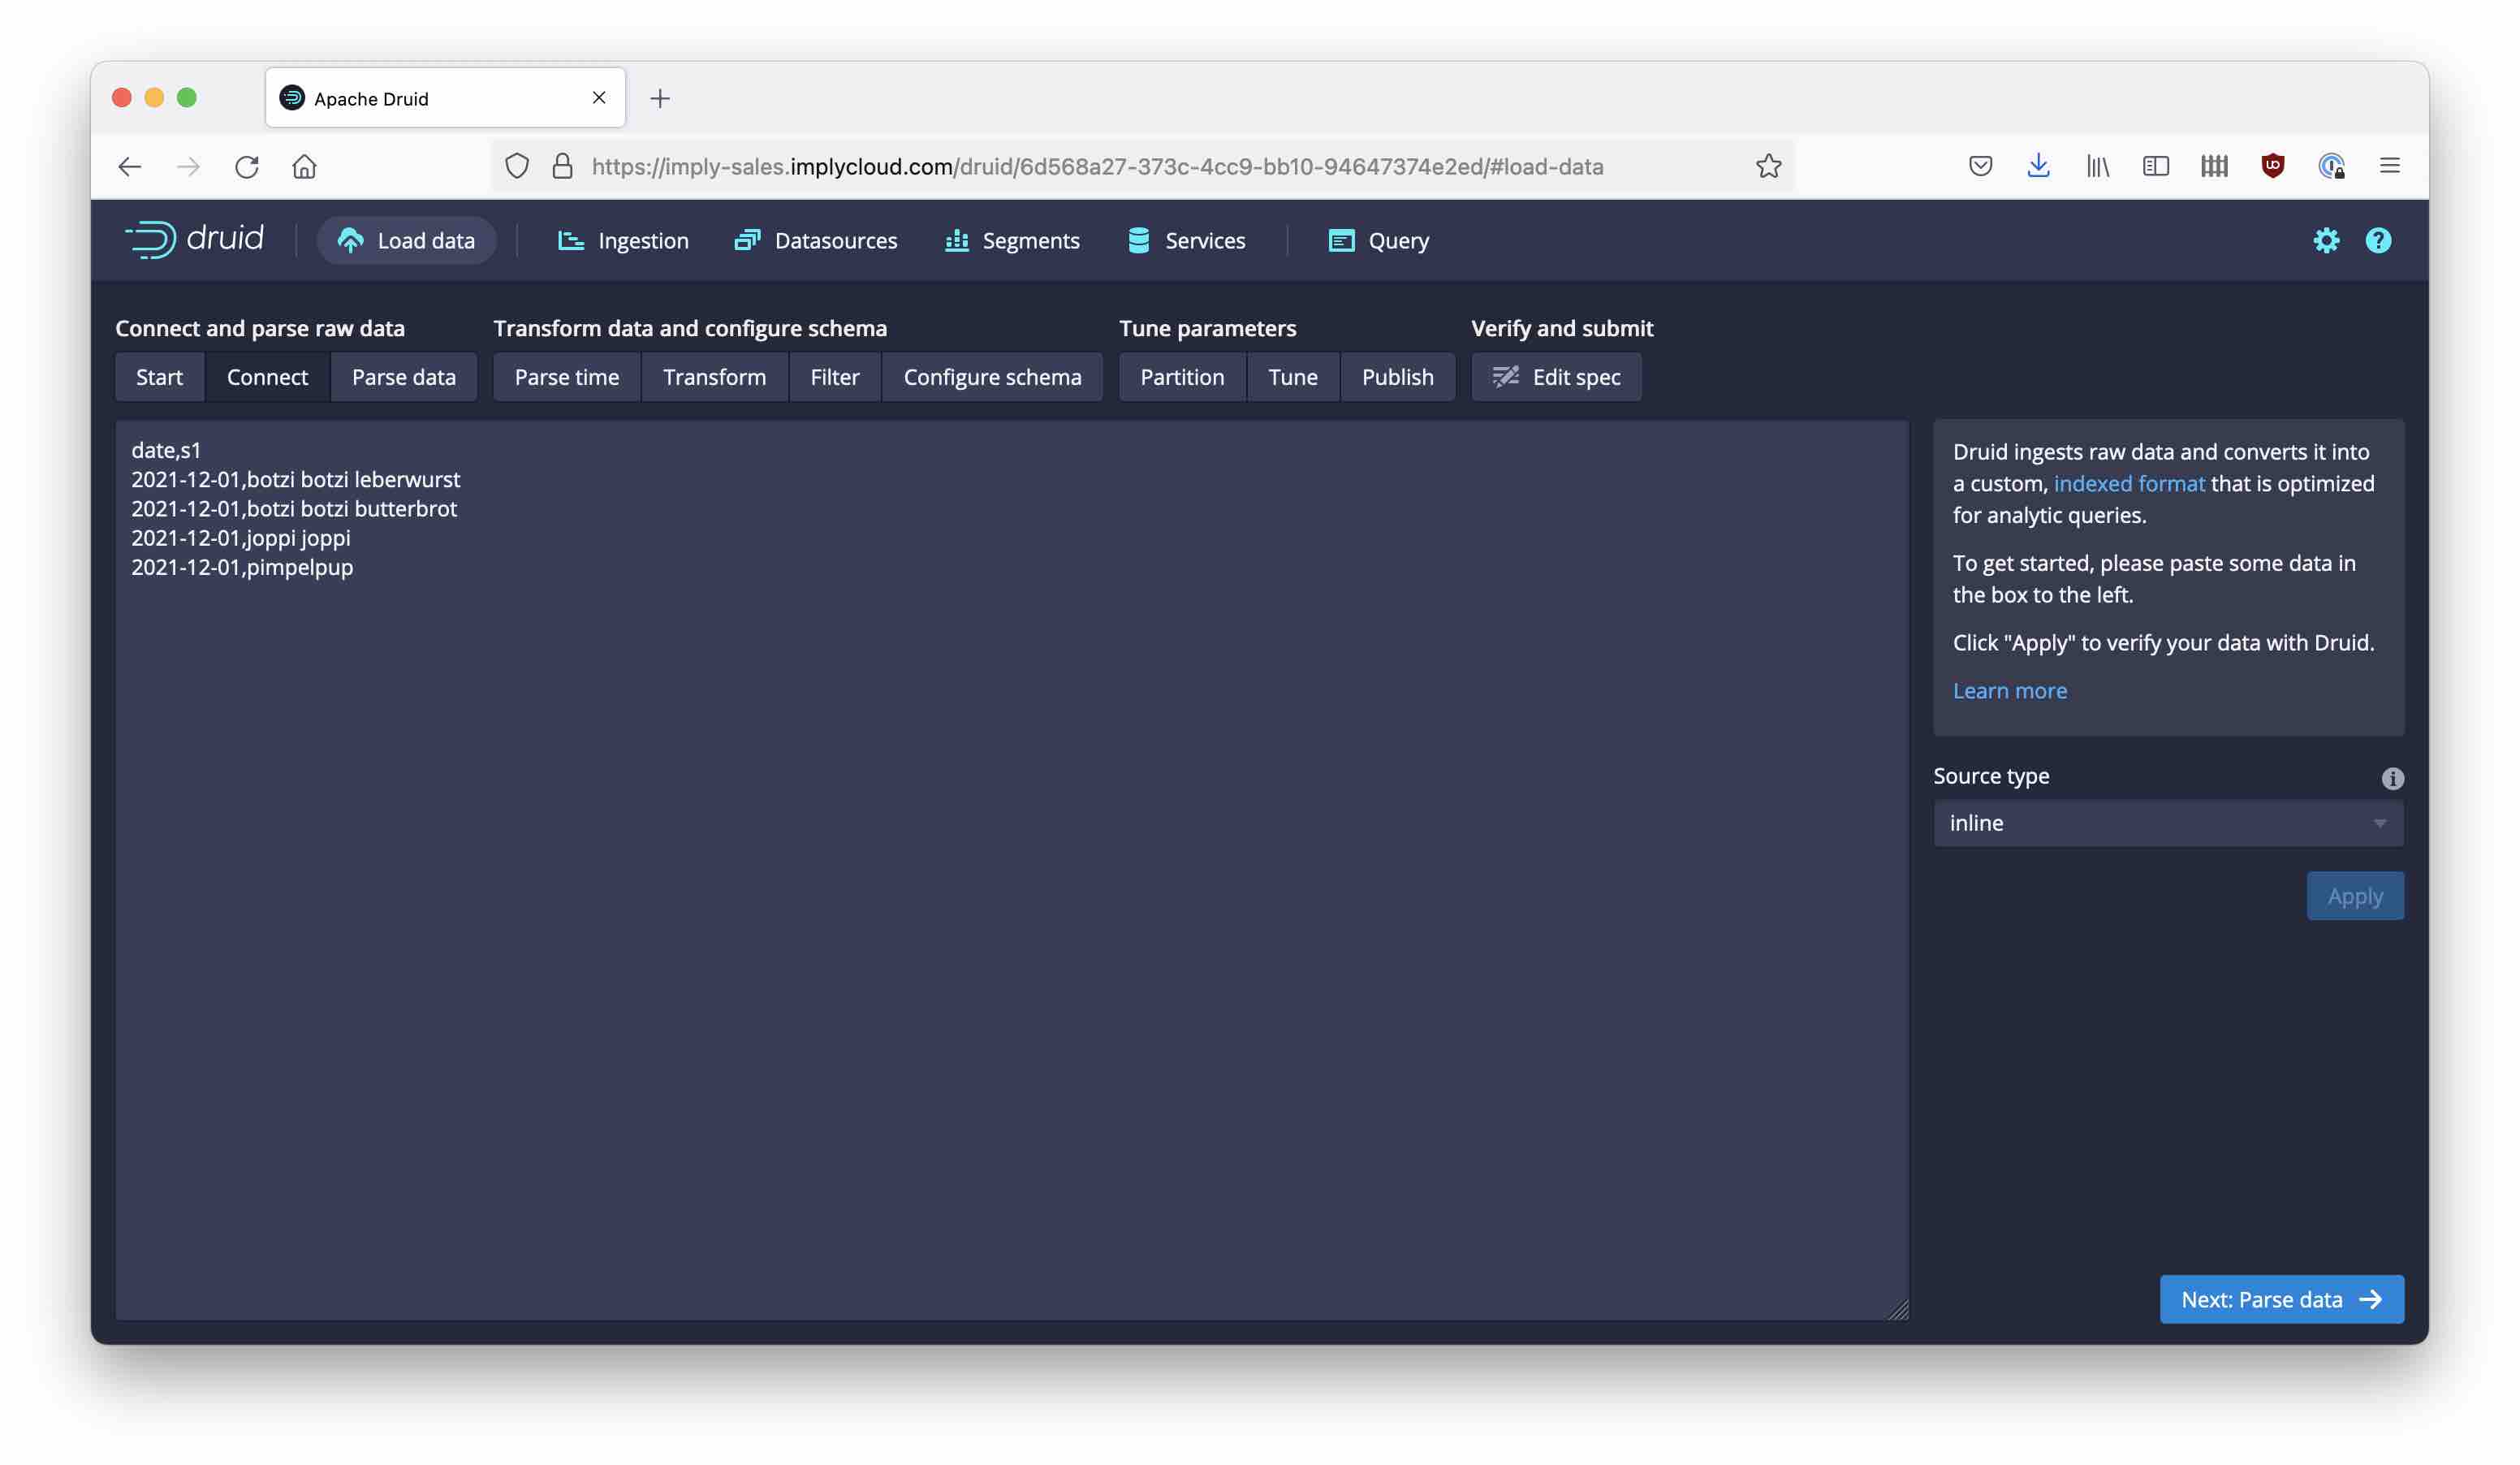 Apache Druid
https://imply-sales.implycloud.com/druid/6d568a27-373c-4cc9-bb10-94647374e2ed/#load-data
druid
Load data
Ingestion
Datasources
Segments
Services
Query
Connect and parse raw data
Start
Connect
Parse data
Transform data and configure schema
Parse time
Transform
Filter
Configure schema
Tune parameters
Partition
Tune
Publish
Verify and submit
Edit spec
date,s1
2021-12-01,botzi botzi leberwurst
2021-12-01,botzi botzi butterbrot
2021-12-01,joppi joppi
2021-12-01,pimpelpup
Druid ingests raw data and converts it into
a custom, indexed format that is optimized
for analytic queries.
To get started, please paste some data in
the box to the left.
Click "Apply" to verify your data with Druid.
Learn more
Source type
inline
Apply
Next: Parse data